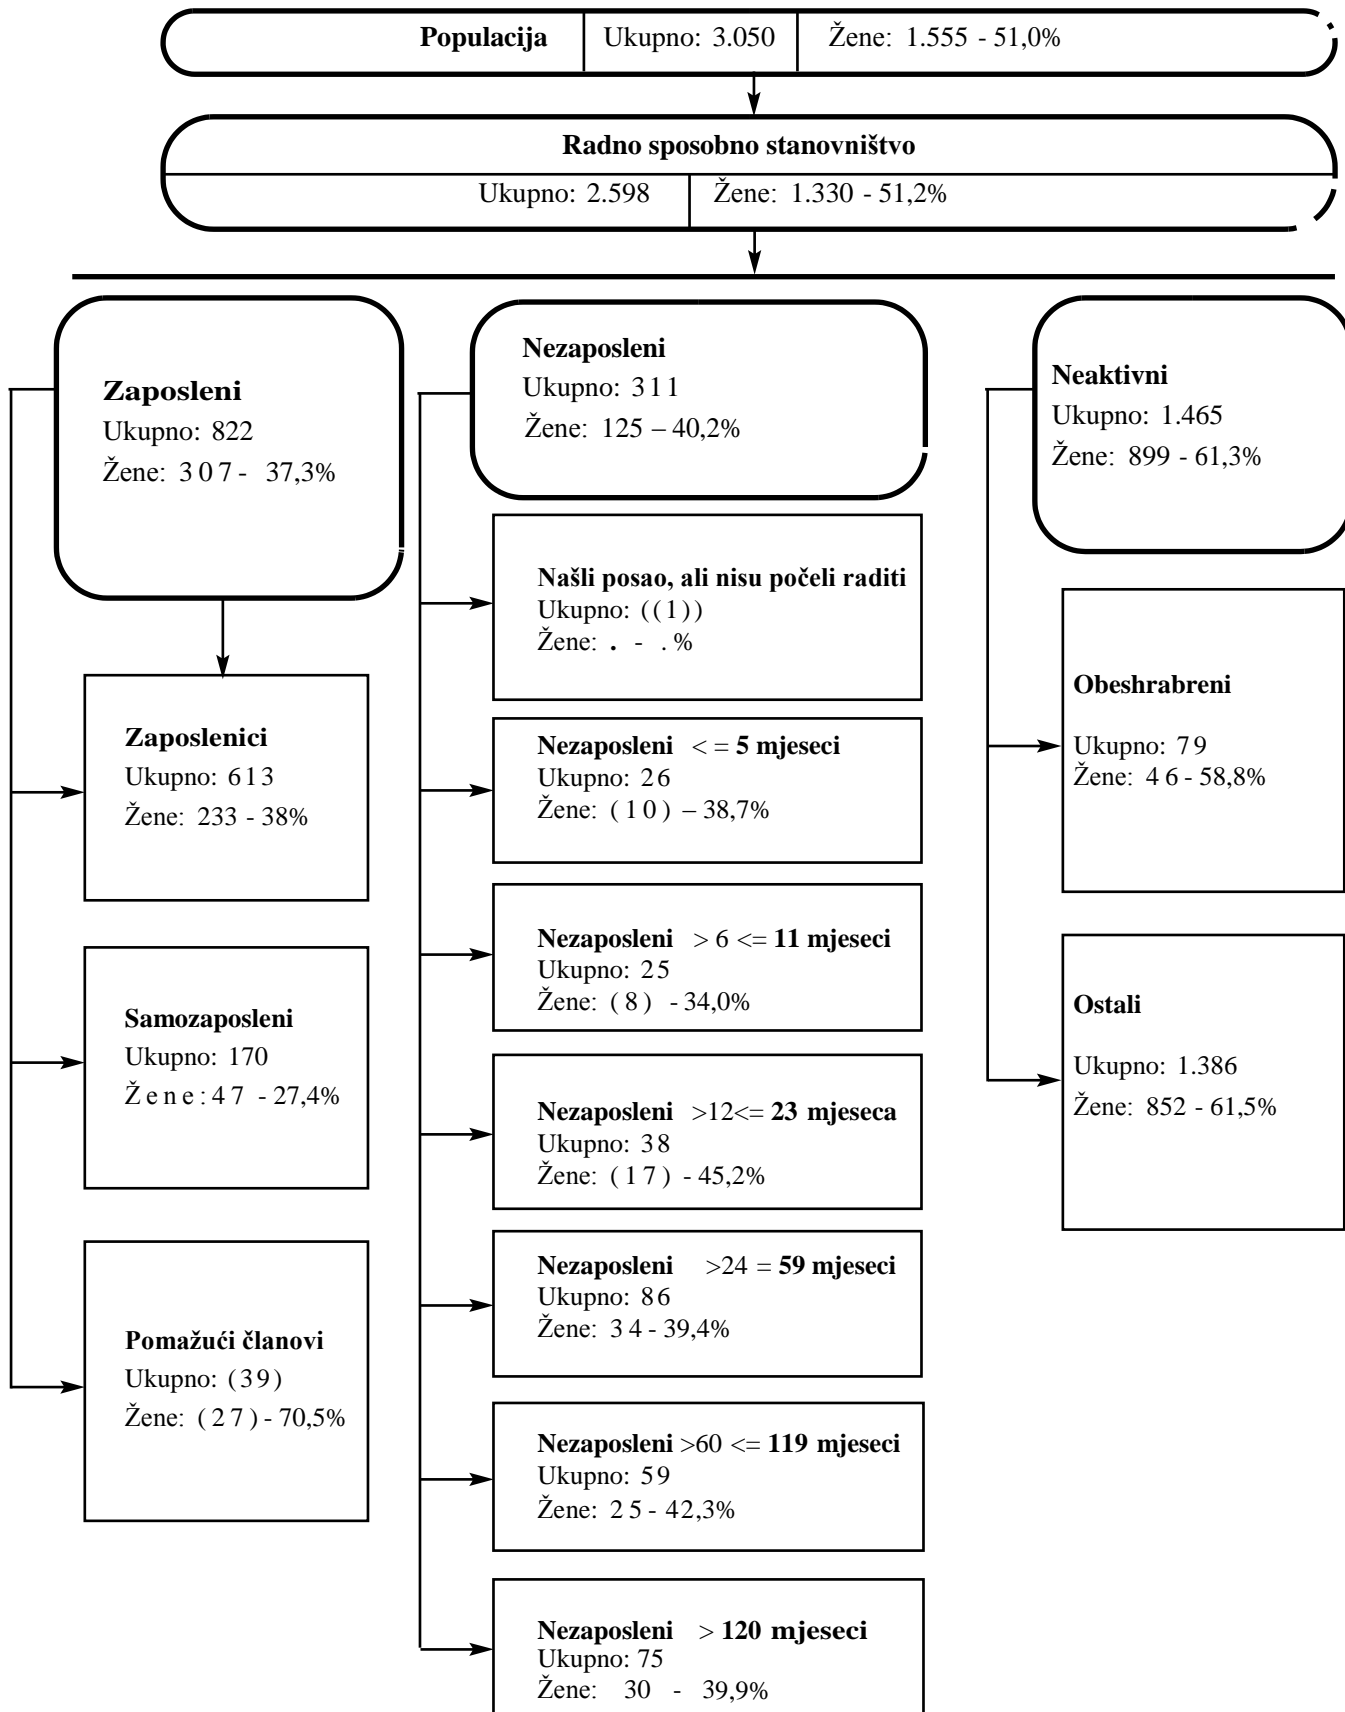 Populacija Ukupno: 3.050 Žene: 1.555 - 51,0%
Radno sposobno stanovništvo
Ukupno: 2.598 Žene: 1.330 - 51,2%
Zaposleni
Ukupno: 822
Žene: 307- 37,3%
Zaposlenici
Ukupno: 613
Žene: 233 - 38%
Samozaposleni
Ukupno: 170
Žene:47 - 27,4%
Pomažući članovi
Ukupno: (39)
Žene: (27)- 70,5%
Nezaposleni
Ukupno: 311
Žene: 125 – 40,2%
Našli posao, ali nisu počeli raditi
Ukupno: ((1))
Žene: . - .%
Nezaposleni < = 5 mjeseci
Ukupno: 26
Žene: (10) – 38,7%
Nezaposleni > 6 <= 11 mjeseci
Ukupno: 25
Žene: (8) - 34,0%
Nezaposleni >12<= 23 mjeseca
Ukupno: 38
Žene: (17) - 45,2%
Nezaposleni >24 = 59 mjeseci
Ukupno: 86
Žene: 34- 39,4%
Nezaposleni >60 <= 119 mjeseci
Ukupno: 59
Žene: 25- 42,3%
Nezaposleni > 120 mjeseci
Ukupno: 75
Žene: 30 - 39,9%
Neaktivni
Ukupno: 1.465
Žene: 899 - 61,3%
Obeshrabreni
Ukupno: 79
Žene: 46- 58,8%
Ostali
Ukupno: 1.386
Žene: 852 - 61,5%